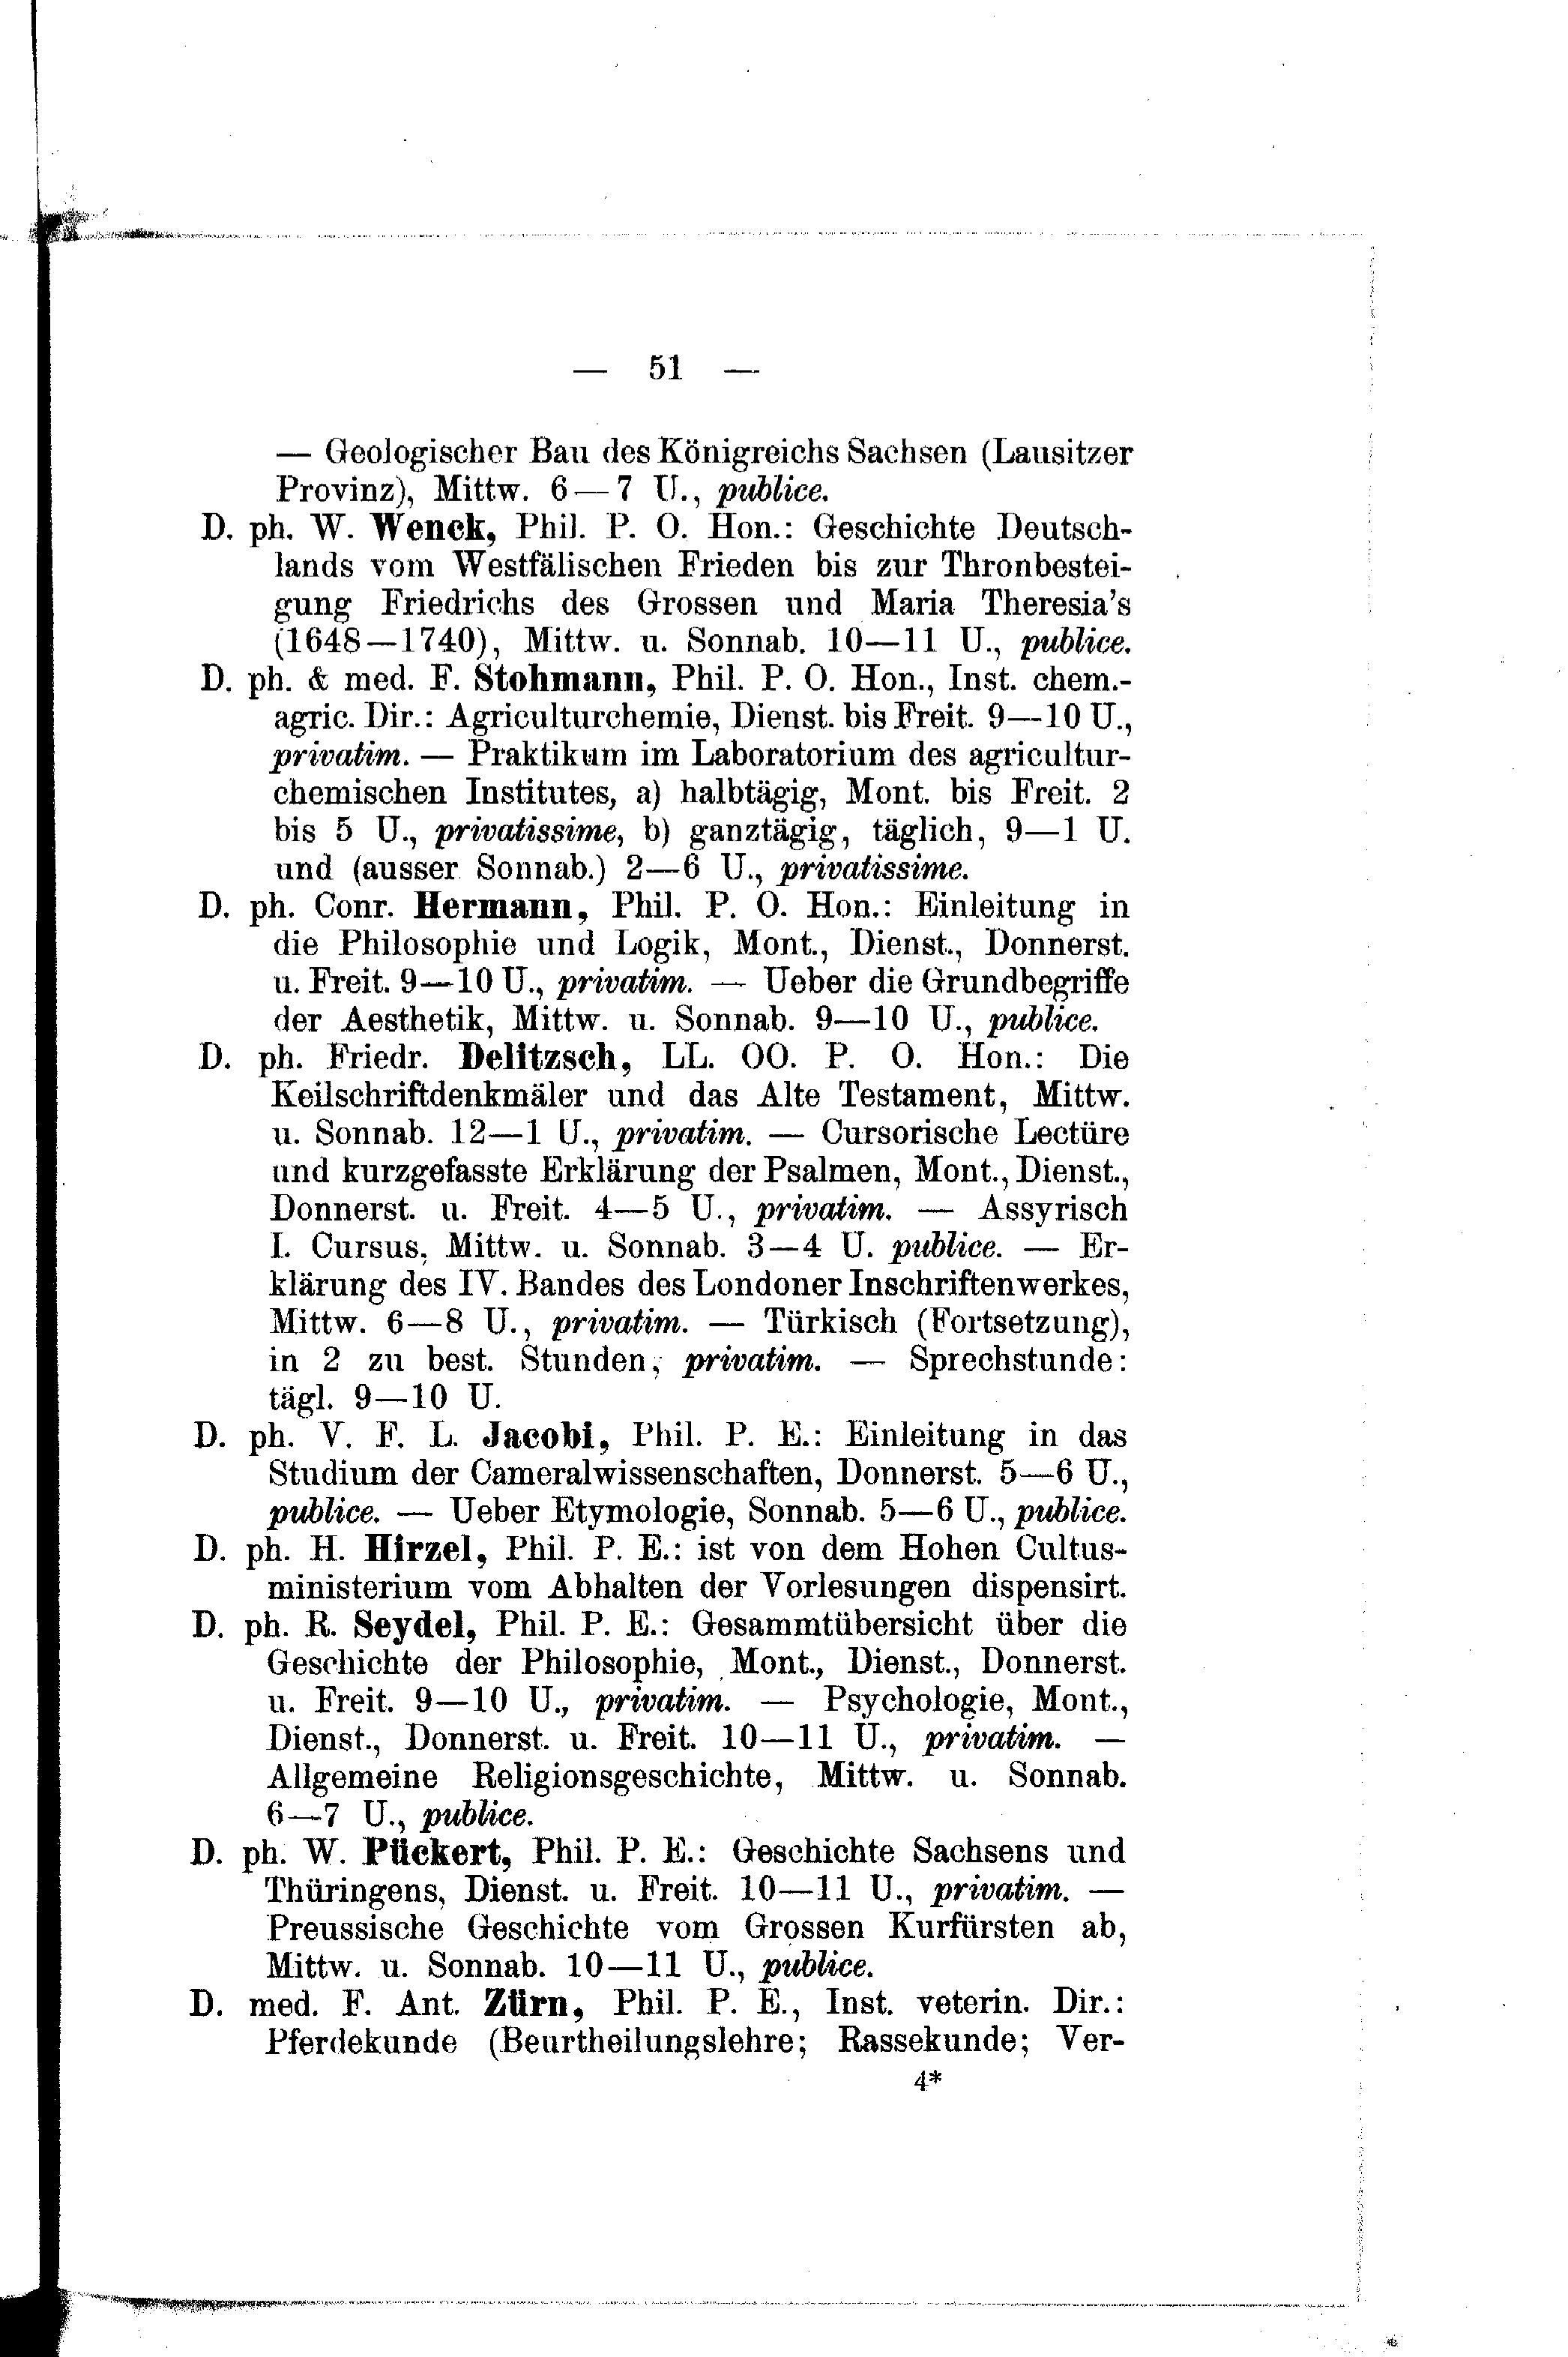 — 51 —
— Geologischer Bau des Königreichs Sachsen (Lausitzer
Provinz), Mittw. 6—7 U., publice.
D. ph. W. Wenck, Phil. P. O. Hon.: Geschichte Deutsch-
lands vom Westfälischen Frieden bis zur Thronbestei-
gung Friedrichs des Grossen und Maria Theresia's
(1648—1740), Mittw. u. Sonnab. 10—11 U., publice.
D. ph. & med. F. Stohmann, Phil. P. O. Hon., Inst. chem.-
agric. Dir.: Agriculturchemie, Dienst. bis Freit. 9—10 U.,
privatim. — Praktikum im Laboratorium des agricultur-
chemischen Institutes, a) halbtägig, Mont. bis Freit. 2
bis 5 U., privatissime, b) ganztägig, täglich, 9—1 U.
und (ausser Sonnab.) 2—6 U., privatissime.
D. ph. Conr. Hermann, Phil. P. O. Hon.: Einleitung in
die Philosophie und Logik, Mont., Dienst., Donnerst.
u. Freit. 9—10 U., privatim. — Ueber die Grundbegriffe
der Aesthetik, Mittw. u. Sonnab. 9—10 U., publice.
D. ph. Friedr. Delitzsch, LL. OO. P. O. Hon.: Die
Keilschriftdenkmäler und das Alte Testament, Mittw.
u. Sonnab. 12—1 U., privatim. — Cursorische Lectüre
und kurzgefasste Erklärung der Psalmen, Mont., Dienst.,
Donnerst. u. Freit. 4—5 U., privatim. — Assyrisch
I. Cursus, Mittw. u. Sonnab. 3—4 U. publice. — Er-
klärung des IV. Bandes des Londoner Inschriftenwerkes,
Mittw. 6—8 U., privatim. — Türkisch (Fortsetzung),
in 2 zu best. Stunden, privatim. — Sprechstunde:
tägl. 9—10 U.
D. ph. V. F. L. Jacobi, Phil. P. E.: Einleitung in das
Studium der Cameralwissenschaften, Donnerst. 5—6 U.,
publice. — Ueber Etymologie, Sonnab. 5—6 U., publice.
D. ph. H. Hirzel, Phil. P. E.: ist von dem Hohen Cultus-
ministerium vom Abhalten der Vorlesungen dispensirt.
D. ph. R. Seydel, Phil. P. E.: Gesammtübersicht über die
Geschichte der Philosophie, Mont., Dienst., Donnerst.
u. Freit. 9—10 U., privatim. — Psychologie, Mont.,
Dienst., Donnerst. u. Freit. 10—11 U., privatim. —
Allgemeine Religionsgeschichte, Mittw. u. Sonnab.
6—7 U., publice.
D. ph. W. Pückert, Phil. P. E.: Geschichte Sachsens und
Thüringens, Dienst. u. Freit. 10—11 U., privatim. —
Preussische Geschichte vom Grossen Kurfürsten ab,
Mittw. u. Sonnab. 10—11 U., publice.
D. med. F. Ant. Zürn, Phil. P. E., Inst. veterin. Dir.:
Pferdekunde (Beurtheilungslehre; Rassekunde; Ver-
4*